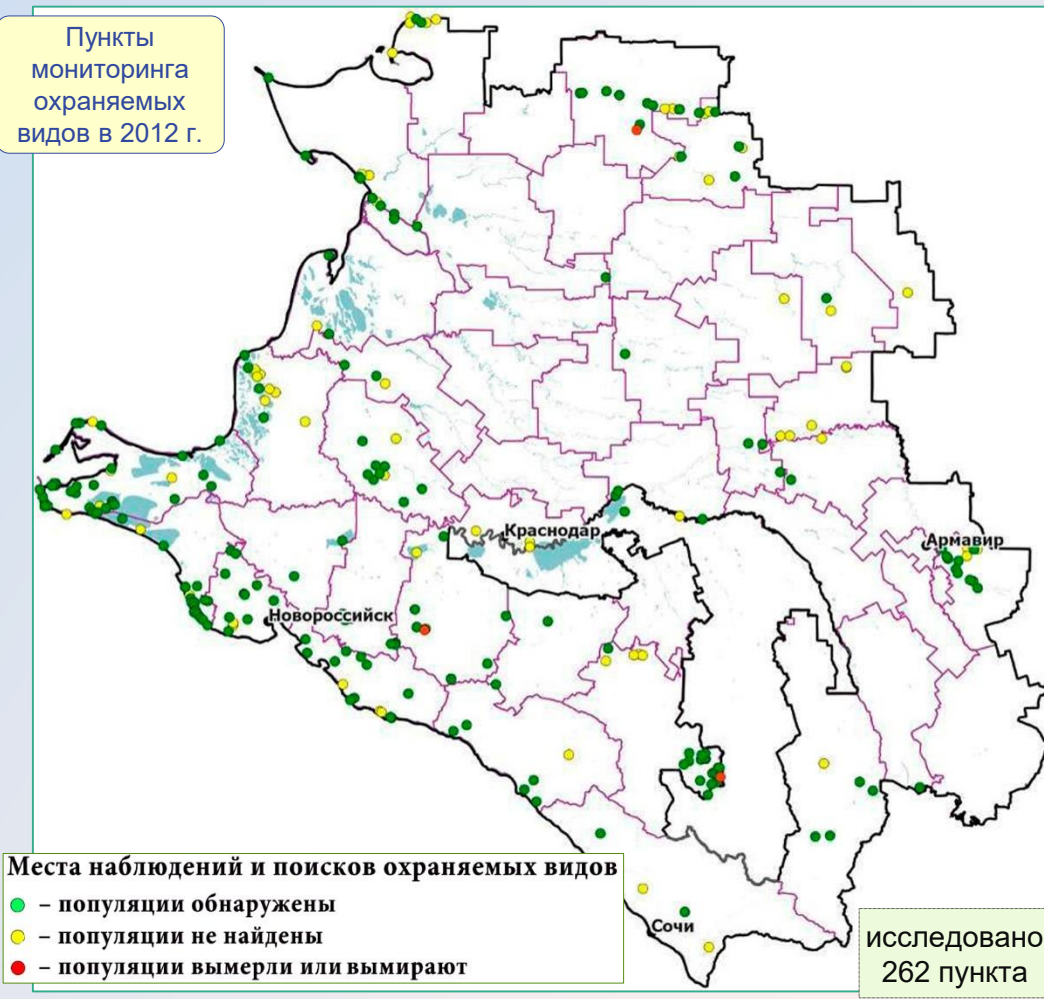 Пункты
мониторинга
охраняемых
видов в 2012 г.
Краснодар
Армавир
Новороссийск
Места наблюдений и поисков охраняемых видов
– популяции обнаружены
– популяции не найдены
– популяции вымерли или вымирают
Сочи
исследовано
262 пункта